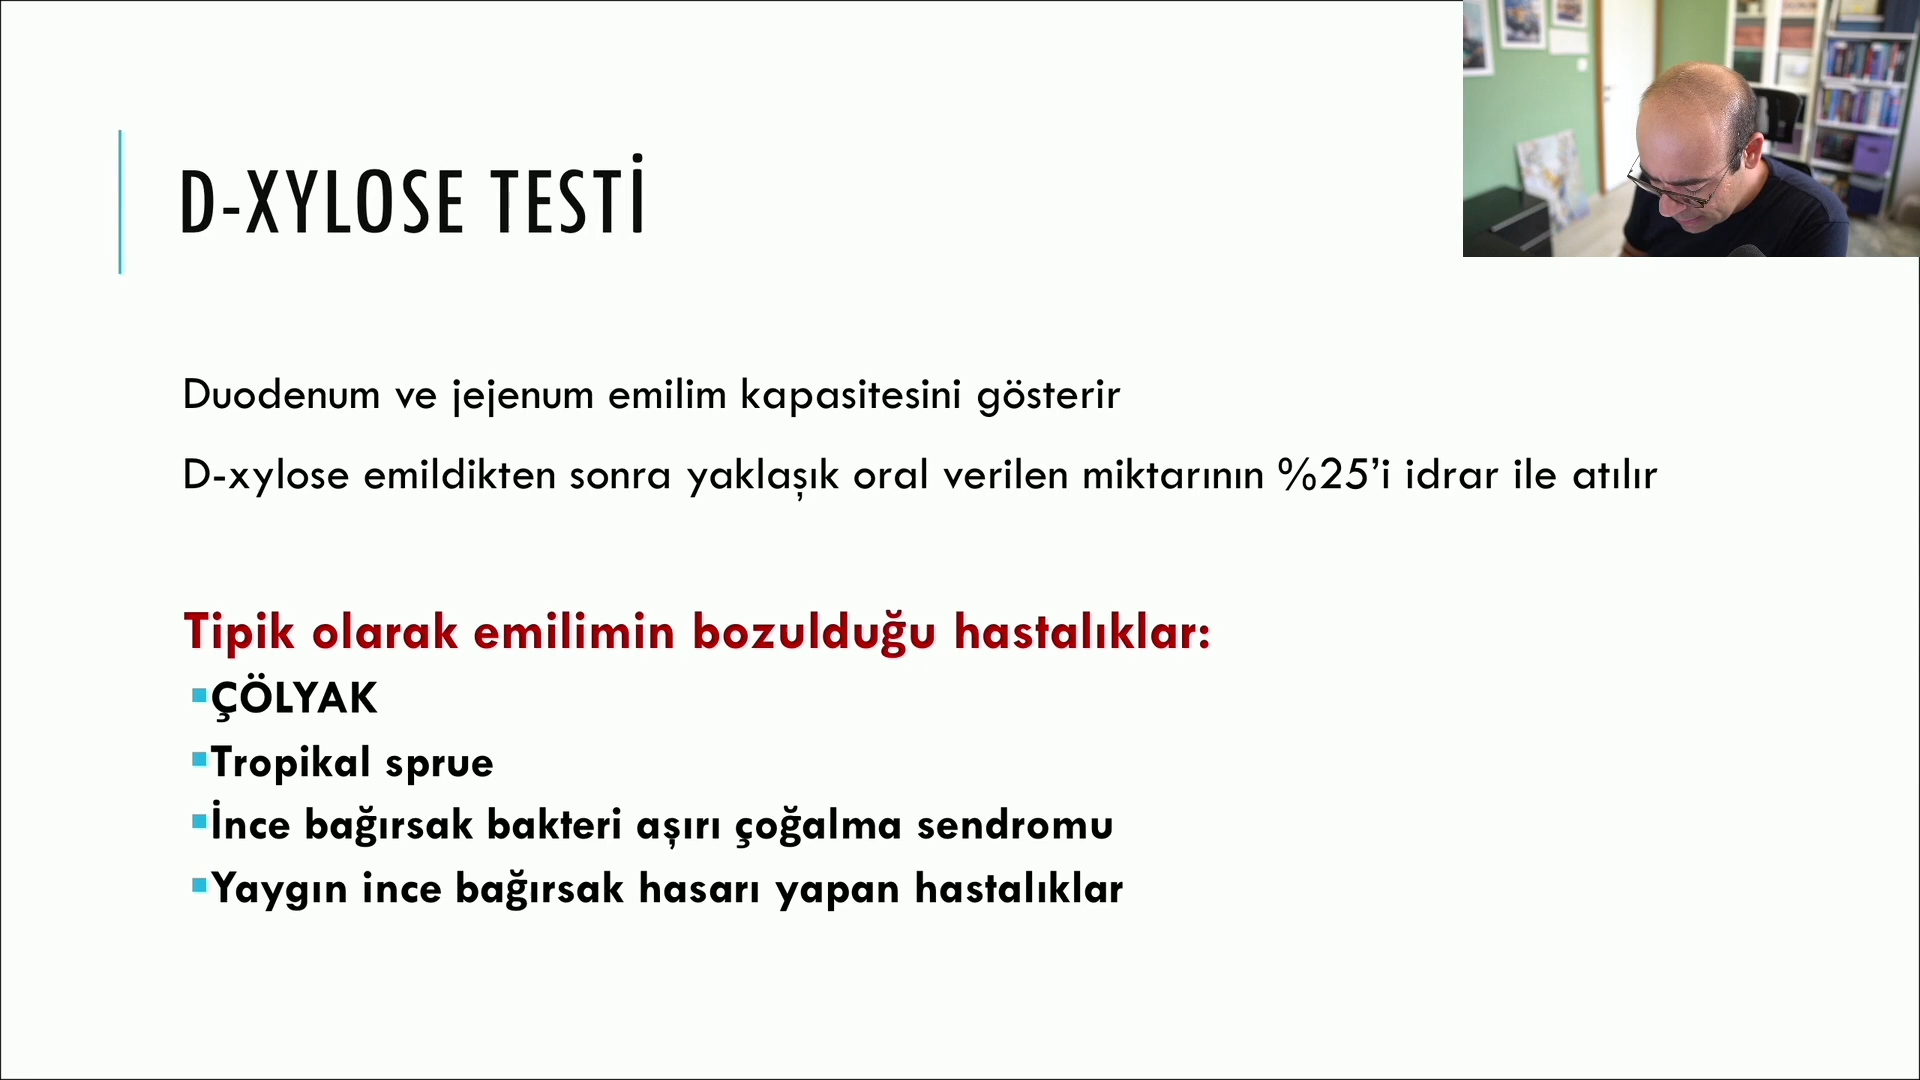 D-XYLOSE TESTİ
Duodenum ve jejenum emilim kapasitesini gösterir
D-xylose emildikten sonra yaklaşık oral verilen miktarının %25’i idrar ile atılır
Tipik olarak emilimin bozulduğu hastalıklar:
▪ÇÖLYAK
▪Tropikal sprue
▪İnce bağırsak bakteri aşırı çoğalma sendromu
▪Yaygın ince bağırsak hasarı yapan hastalıklar